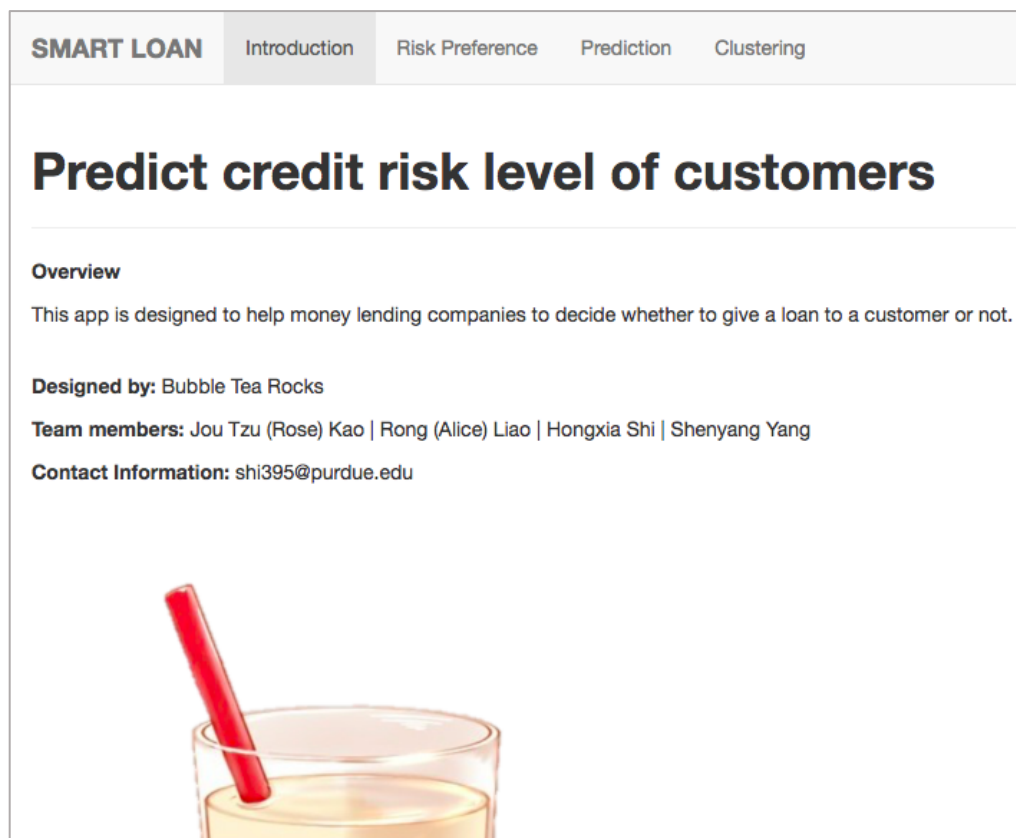 SMART LOAN Introduction Risk Preference Prediction Clustering
Predict credit risk level of customers
Overview
This app is designed to help money lending companies to decide whether to give a loan to a customer or not.
Designed by: Bubble Tea Rocks
Team members: Jou Tzu (Rose) Kao | Rong (Alice) Liao | Hongxia Shi | Shenyang Yang
Contact Information: shi395@purdue.edu